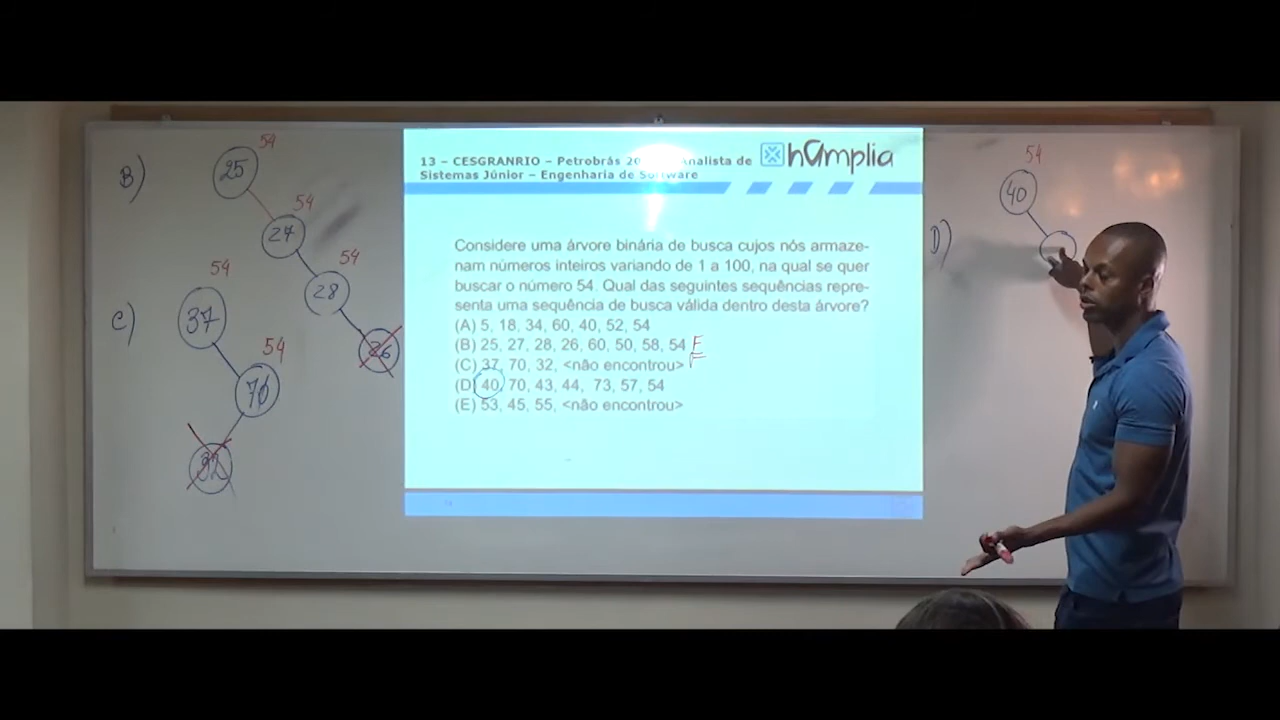 B)
54
25
54
27
54
28
26
C)
54
37
54
70
32
13 – CESGRANRIO – Petrobrás 20 Analista de
Sistemas Júnior – Engenharia de Software
hamplia
Considere uma árvore binária de busca cujos nós armaze-
nam números inteiros variando de 1 a 100, na qual se quer
buscar o número 54. Qual das seguintes sequências repre-
senta uma sequência de busca válida dentro desta árvore?
(A) 5, 18, 34, 60, 40, 52, 54
(B) 25, 27, 28, 26, 60, 50, 58, 54 F
(C) 37, 70, 32, <não encontrou> F
(D) 40, 70, 43, 44, 73, 57, 54
(E) 53, 45, 55, <não encontrou>
D)
54
40